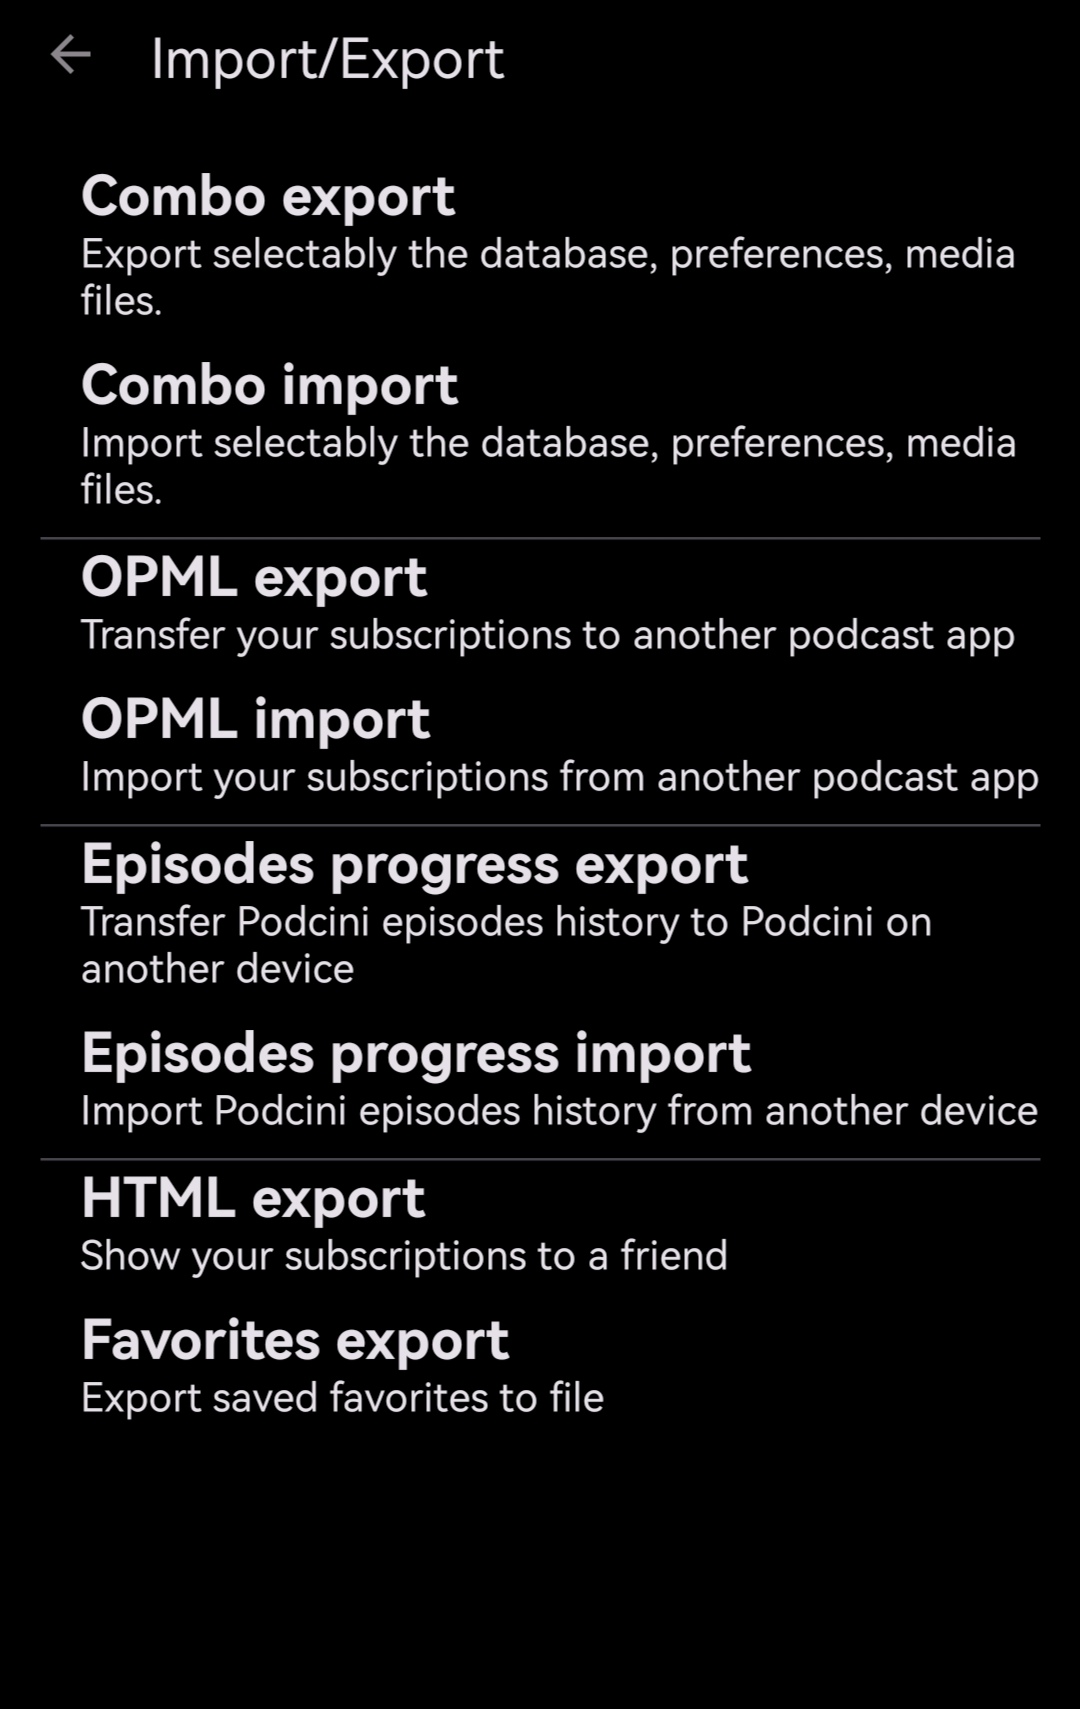 Import/Export
Combo export
Export selectably the database, preferences, media
files.
Combo import
Import selectably the database, preferences, media
files.
OPML export
Transfer your subscriptions to another podcast app
OPML import
Import your subscriptions from another podcast app
Episodes progress export
Transfer Podcini episodes history to Podcini on
another device
Episodes progress import
Import Podcini episodes history from another device
HTML export
Show your subscriptions to a friend
Favorites export
Export saved favorites to file